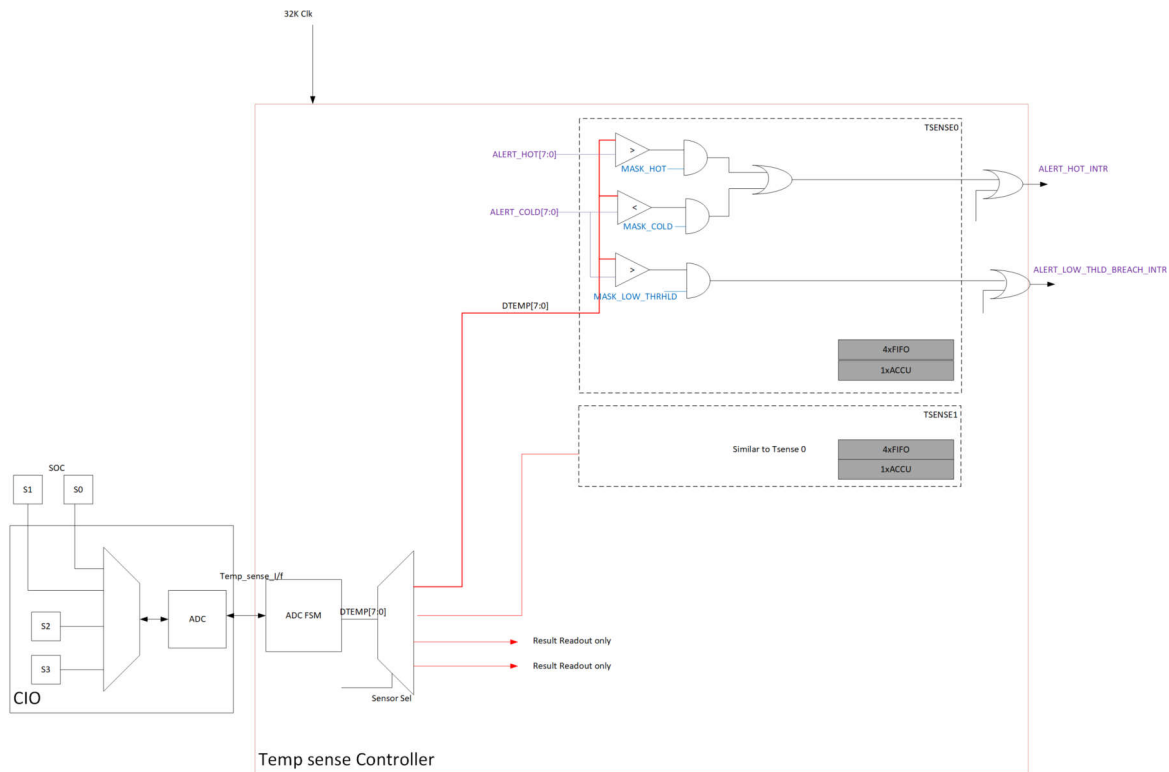 32K Clk
TSENSE0
ALERT_HOT[7:0]
>
MASK_HOT
ALERT_HOT_INTR
ALERT_COLD[7:0]
<
MASK_COLD
>
ALERT_LOW_THLD_BREACH_INTR
MASK_LOW_THRHLD
DTEMP[7:0]
4xFIFO
1xACCU
TSENSE1
Similar to Tsense 0
4xFIFO
1xACCU
SOC
S1
S0
Temp_sense_I/f
ADC
ADC FSM
DTEMP[7:0]
S2
S3
Result Readout only
Result Readout only
Sensor Sel
CIO
Temp sense Controller